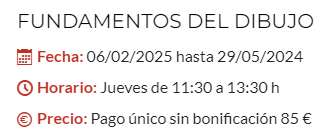 FUNDAMENTOS DEL DIBUJO
Fecha: 06/02/2025 hasta 29/05/2024
Horario: Jueves de 11:30 a 13:30 h
Precio: Pago único sin bonificación 85 €